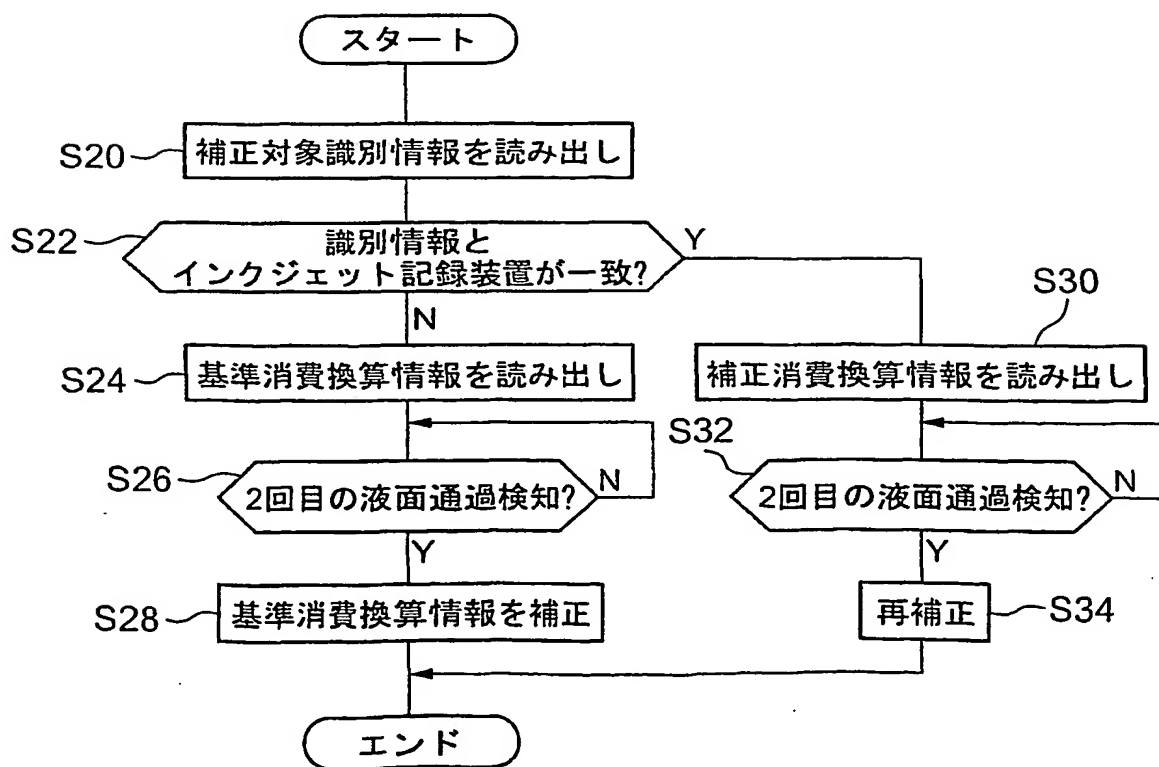 スタート
S20
補正対象識別情報を読み出し
S22
識別情報と
インクジェット記録装置が一致?
Y
N
S24
基準消費換算情報を読み出し
S30
補正消費換算情報を読み出し
S26
2回目の液面通過検知?
N
S32
2回目の液面通過検知?
N
Y
Y
S28
基準消費換算情報を補正
再補正
S34
エンド